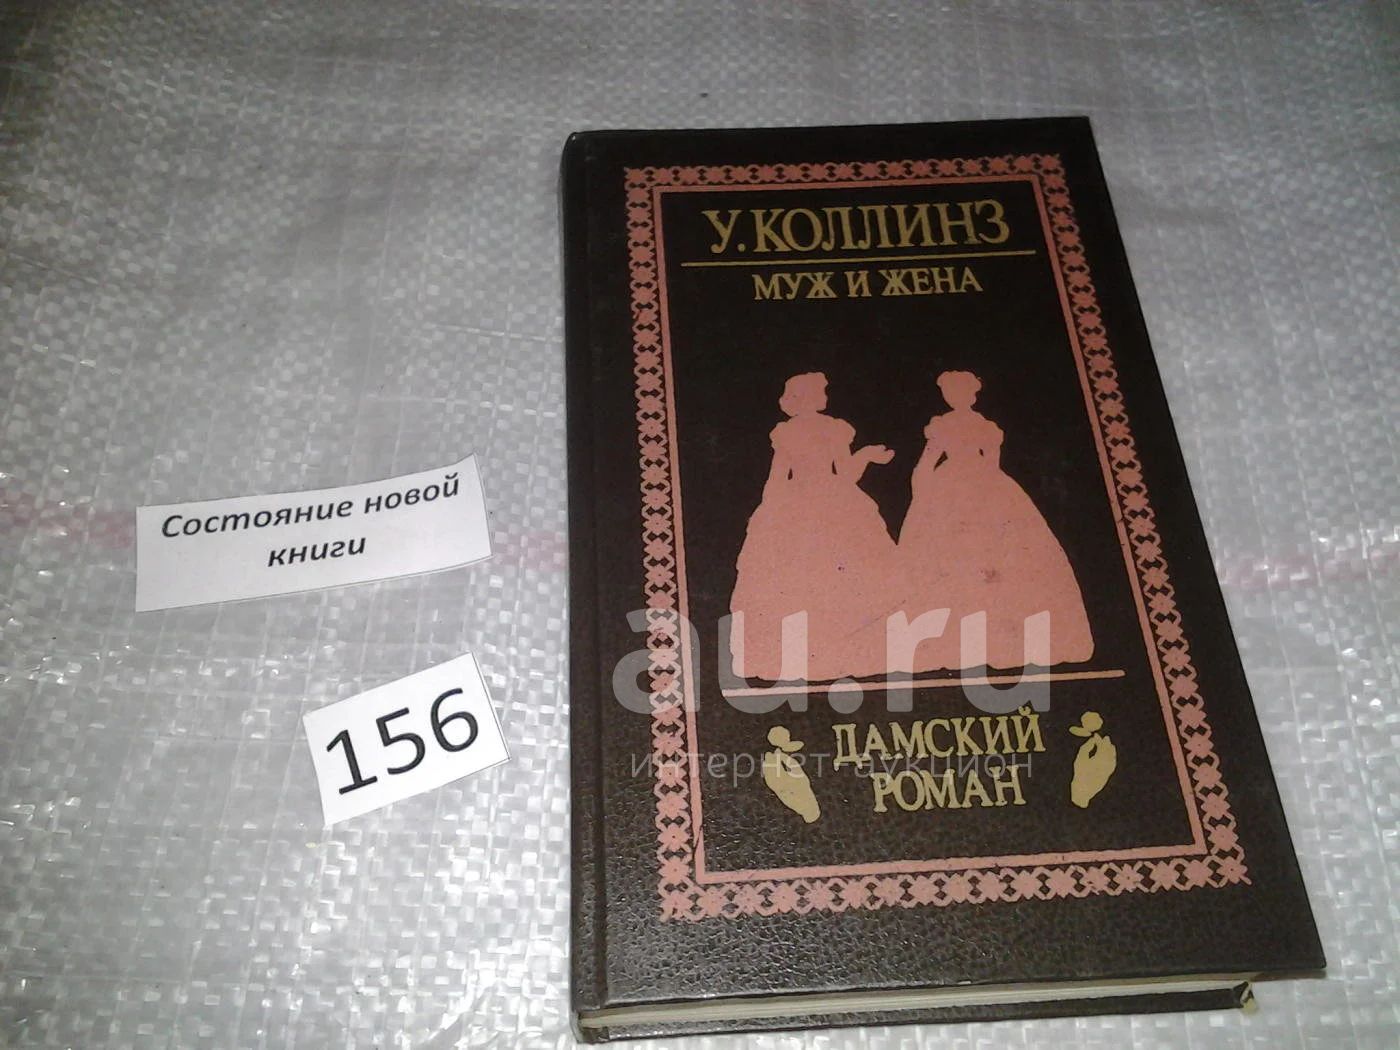 У. КОЛЛИНЗ
МУЖ И ЖЕНА
Состояние новой
книги
156
au.ru
интернет-аукцион
ДАМСКИЙ
РОМАН